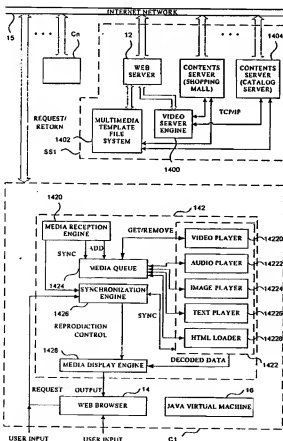 INTERNET NETWORK
15
Cn
12
1404
WEB SERVER
CONTENTS SERVER (SHOPPING MALL)
CONTENTS SERVER (CATALOG SERVER)
REQUEST/RETURN
1402
MULTIMEDIA TEMPLATE FILE SYSTEM
VIDEO SERVER ENGINE
TCP/IP
SS1
1400
1420
142
MEDIA RECEPTION ENGINE
GET/REMOVE
VIDEO PLAYER
14220
SYNC
ADD
MEDIA QUEUE
AUDIO PLAYER
14222
1424
IMAGE PLAYER
14224
SYNCHRONIZATION ENGINE
1426
TEXT PLAYER
14226
SYNC
REPRODUCTION CONTROL
HTML LOADER
14228
1428
1422
MEDIA DISPLAY ENGINE
DECODED DATA
REQUEST
OUTPUT
14
16
WEB BROWSER
JAVA VIRTUAL MACHINE
USER INPUT
USER INPUT
C1